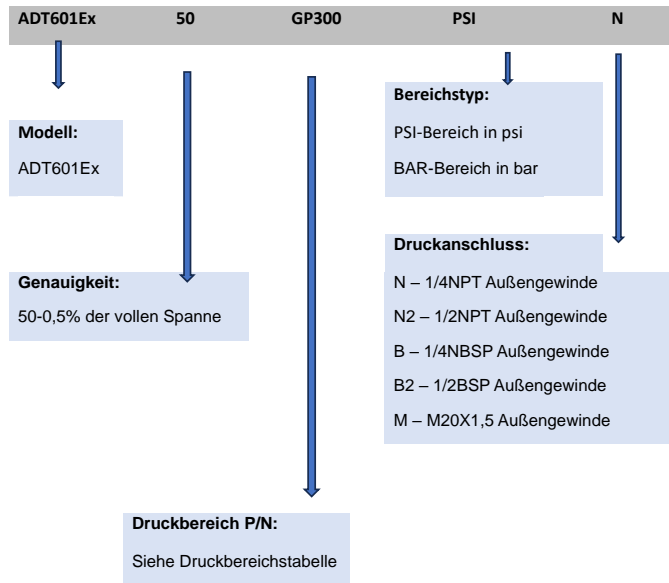 ADT601Ex 50 GP300 PSI N
Modell:
ADT601Ex
Genauigkeit:
50-0,5% der vollen Spanne
Druckbereich P/N:
Siehe Druckbereichstabelle
Bereichstyp:
PSI-Bereich in psi
BAR-Bereich in bar
Druckanschluss:
N – 1/4NPT Außengewinde
N2 – 1/2NPT Außengewinde
B – 1/4NBSP Außengewinde
B2 – 1/2BSP Außengewinde
M – M20X1,5 Außengewinde